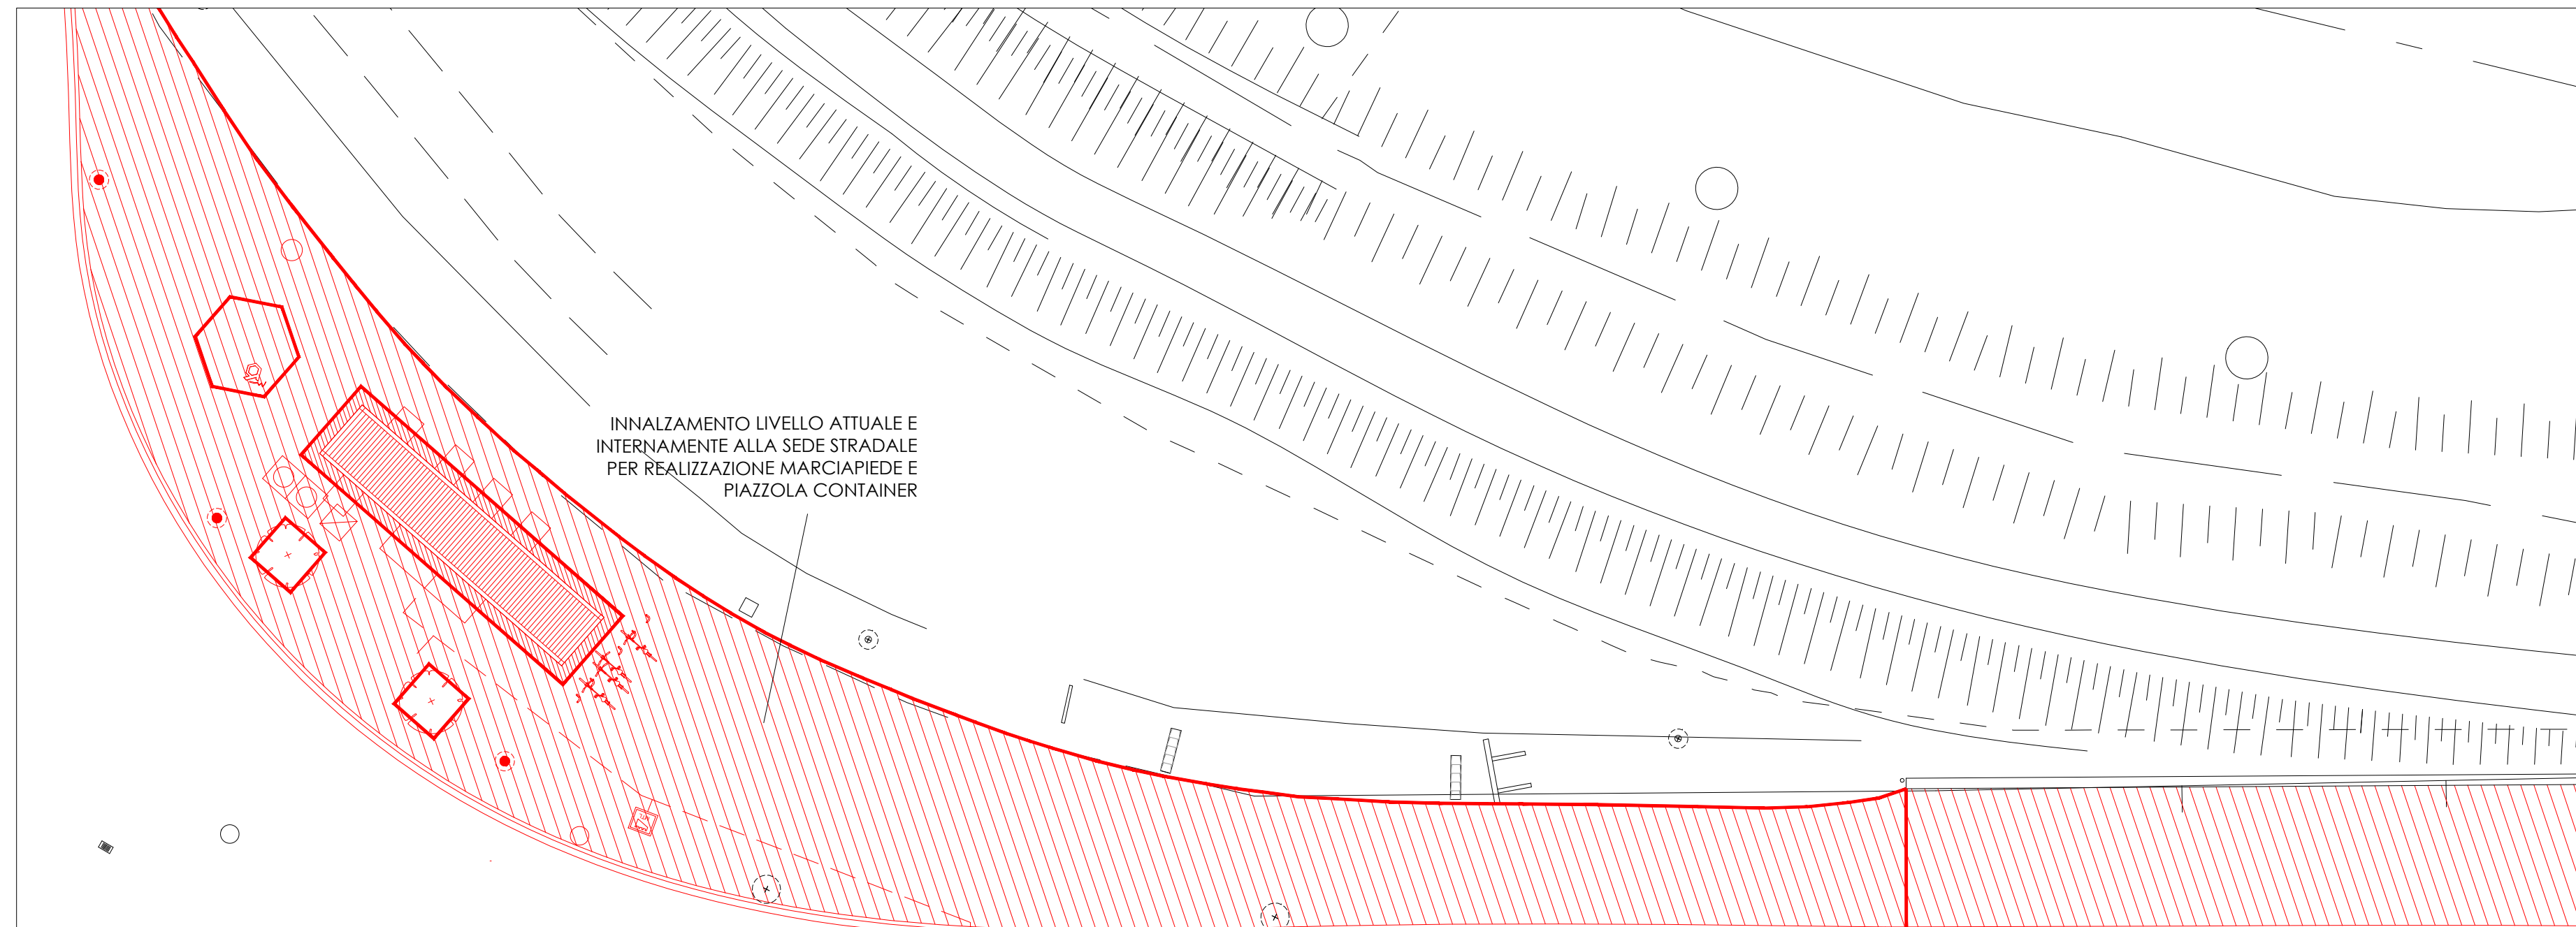 INNALZAMENTO LIVELLO ATTUALE E
INTERNAMENTE ALLA SEDE STRADALE
PER REALIZZAZIONE MARCIAPIEDE E
PIAZZOLA CONTAINER